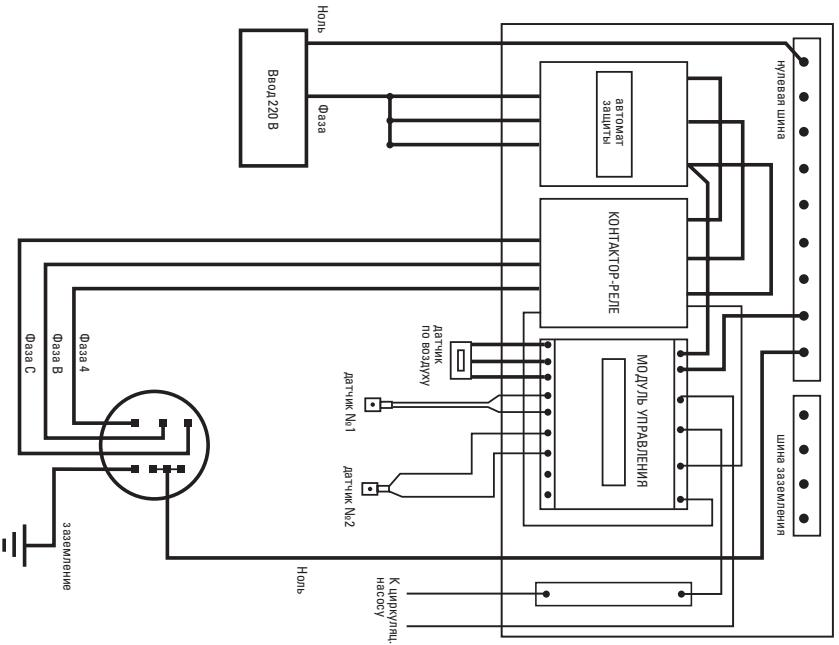 нулевая шина
шина заземления
автомат
защиты
КОНТАКТОР-РЕЛЕ
МОДУЛЬ УПРАВЛЕНИЯ
Ноль
Ввод 220 В
Фаза
датчик
по воздуху
датчик №1
датчик №2
К циркуляц.
насосу
Ноль
Фаза 4
Фаза В
Фаза С
заземление